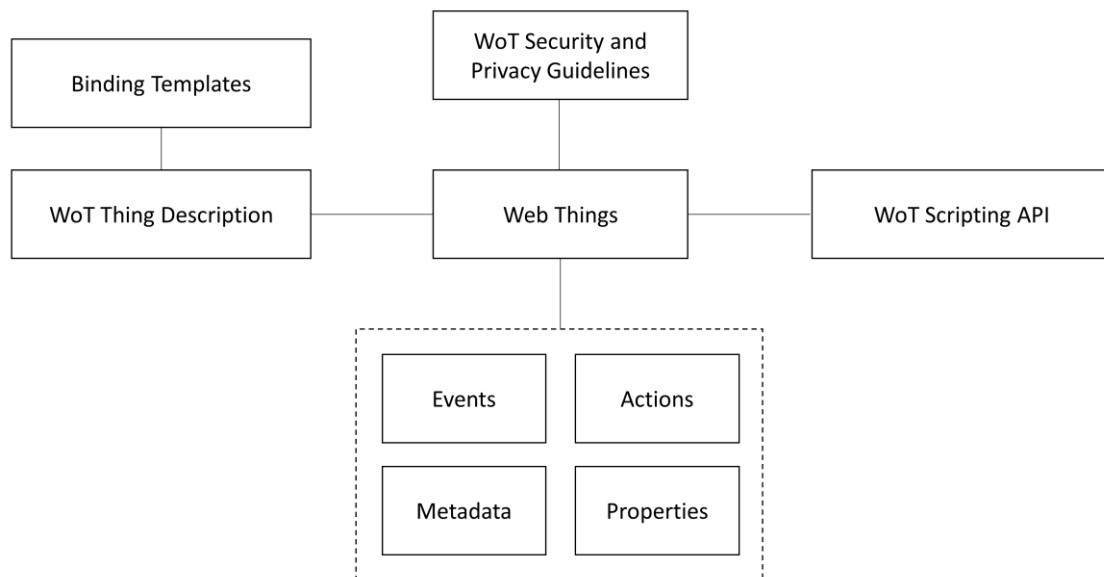 WoT Security and
Privacy Guidelines
Binding Templates
WoT Thing Description
Web Things
WoT Scripting API
Events
Actions
Metadata
Properties